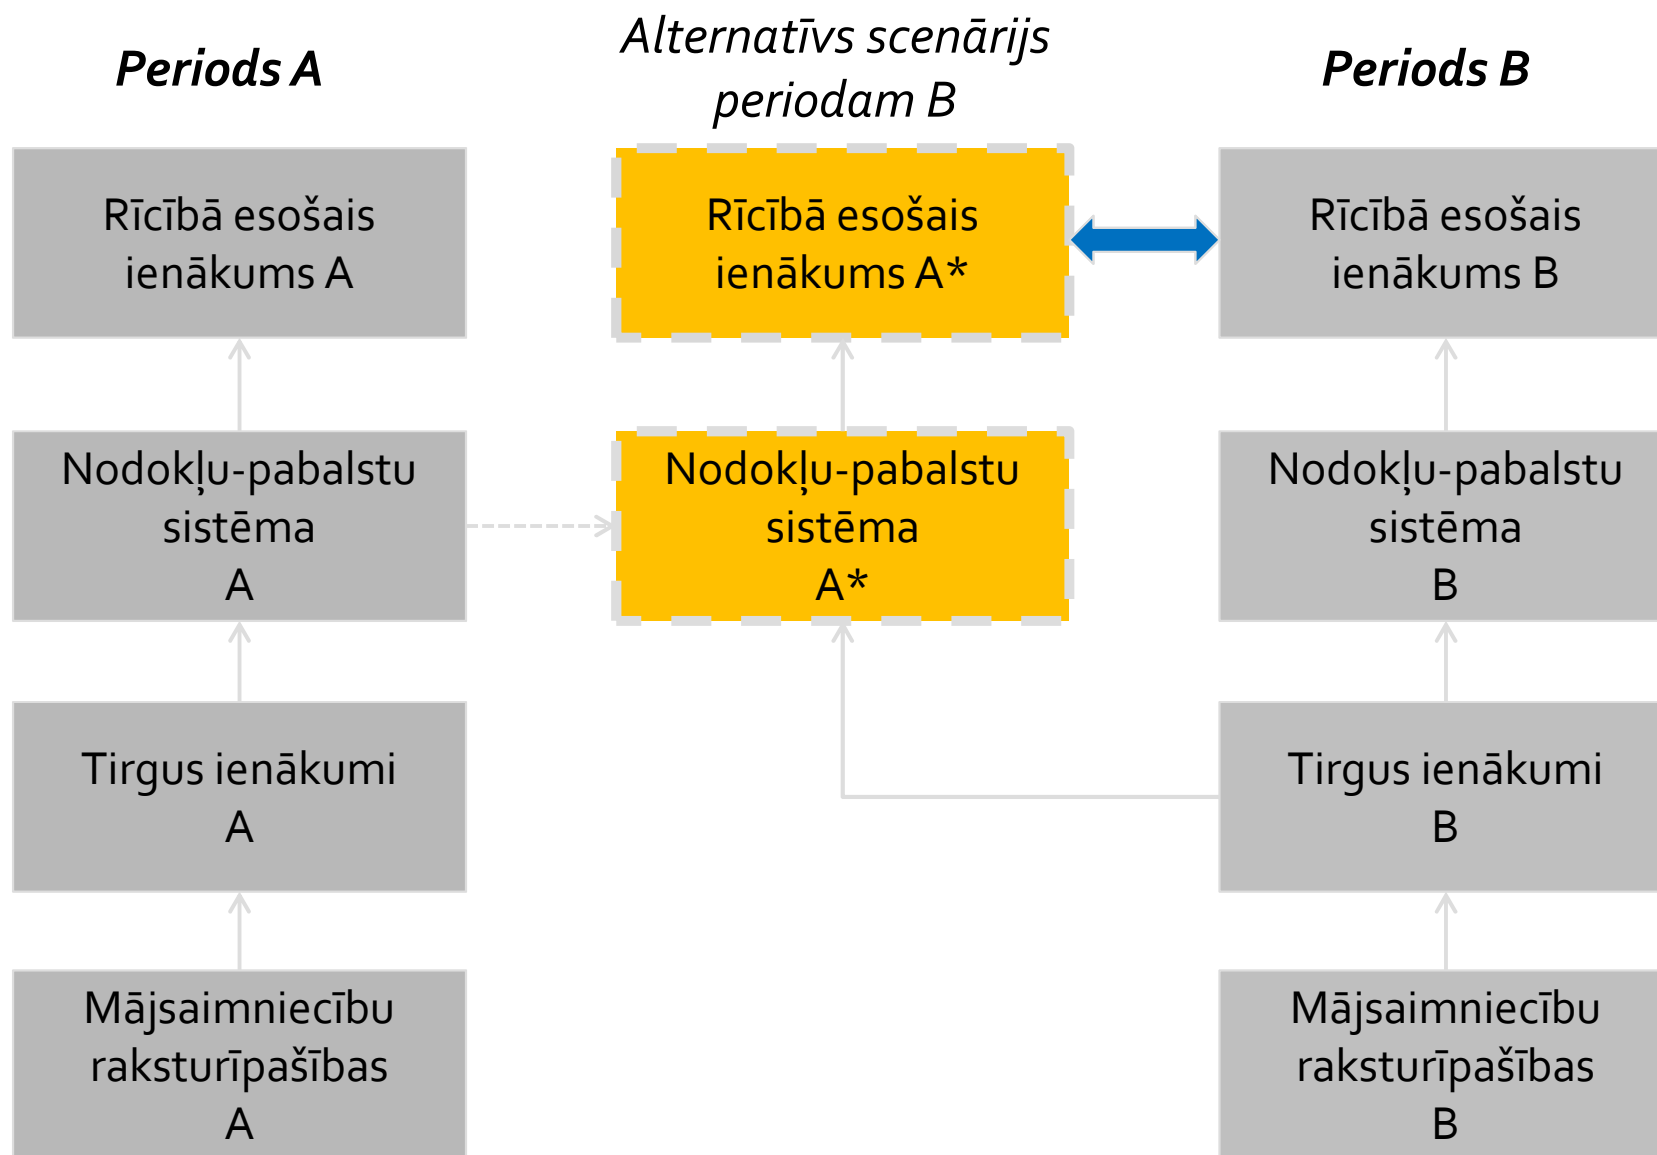 Periods A
Alternatīvs scenārijs
periodam B
Periods B
Rīcībā esošais
ienākums A
Rīcībā esošais
ienākums A*
Rīcībā esošais
ienākums B
Nodokļu-pabalstu
sistēma
A
Nodokļu-pabalstu
sistēma
A*
Nodokļu-pabalstu
sistēma
B
Tirgus ienākumi
A
Tirgus ienākumi
B
Mājsaimniecību
raksturīpašības
A
Mājsaimniecību
raksturīpašības
B